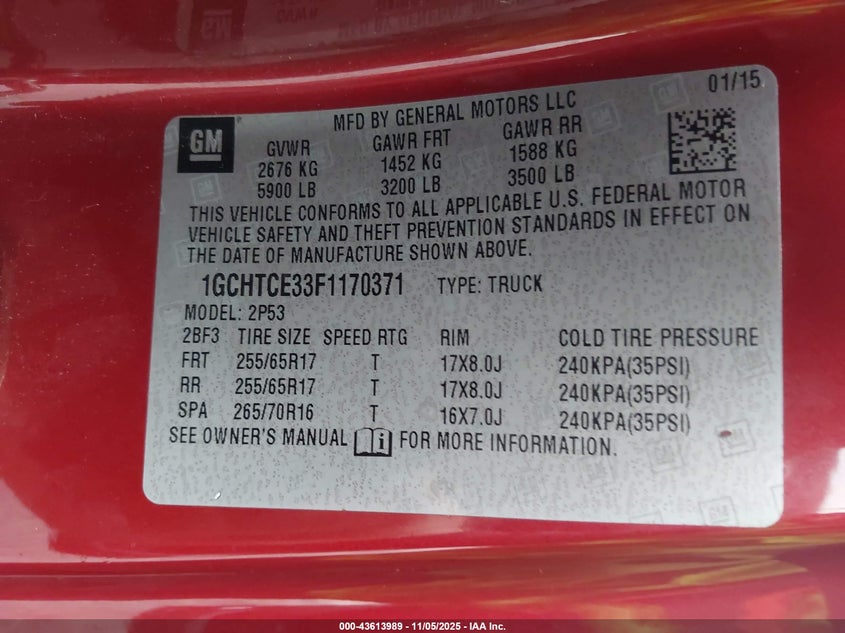 01/15
MFD BY GENERAL MOTORS LLC
GM
GVWR GAWR FRT GAWR RR
2676 KG 1452 KG 1588 KG
5900 LB 3200 LB 3500 LB
THIS VEHICLE CONFORMS TO ALL APPLICABLE U.S. FEDERAL MOTOR
VEHICLE SAFETY AND THEFT PREVENTION STANDARDS IN EFFECT ON
THE DATE OF MANUFACTURE SHOWN ABOVE.
1GCHTCE33F1170371 TYPE: TRUCK
MODEL: 2P53
2BF3 TIRE SIZE SPEED RTG RIM COLD TIRE PRESSURE
FRT 255/65R17 T 17X8.0J 240KPA(35PSI)
RR 255/65R17 T 17X8.0J 240KPA(35PSI)
SPA 265/70R16 T 16X7.0J 240KPA(35PSI)
SEE OWNER'S MANUAL i FOR MORE INFORMATION.
000-43613989 - 11/05/2025 - IAA Inc.